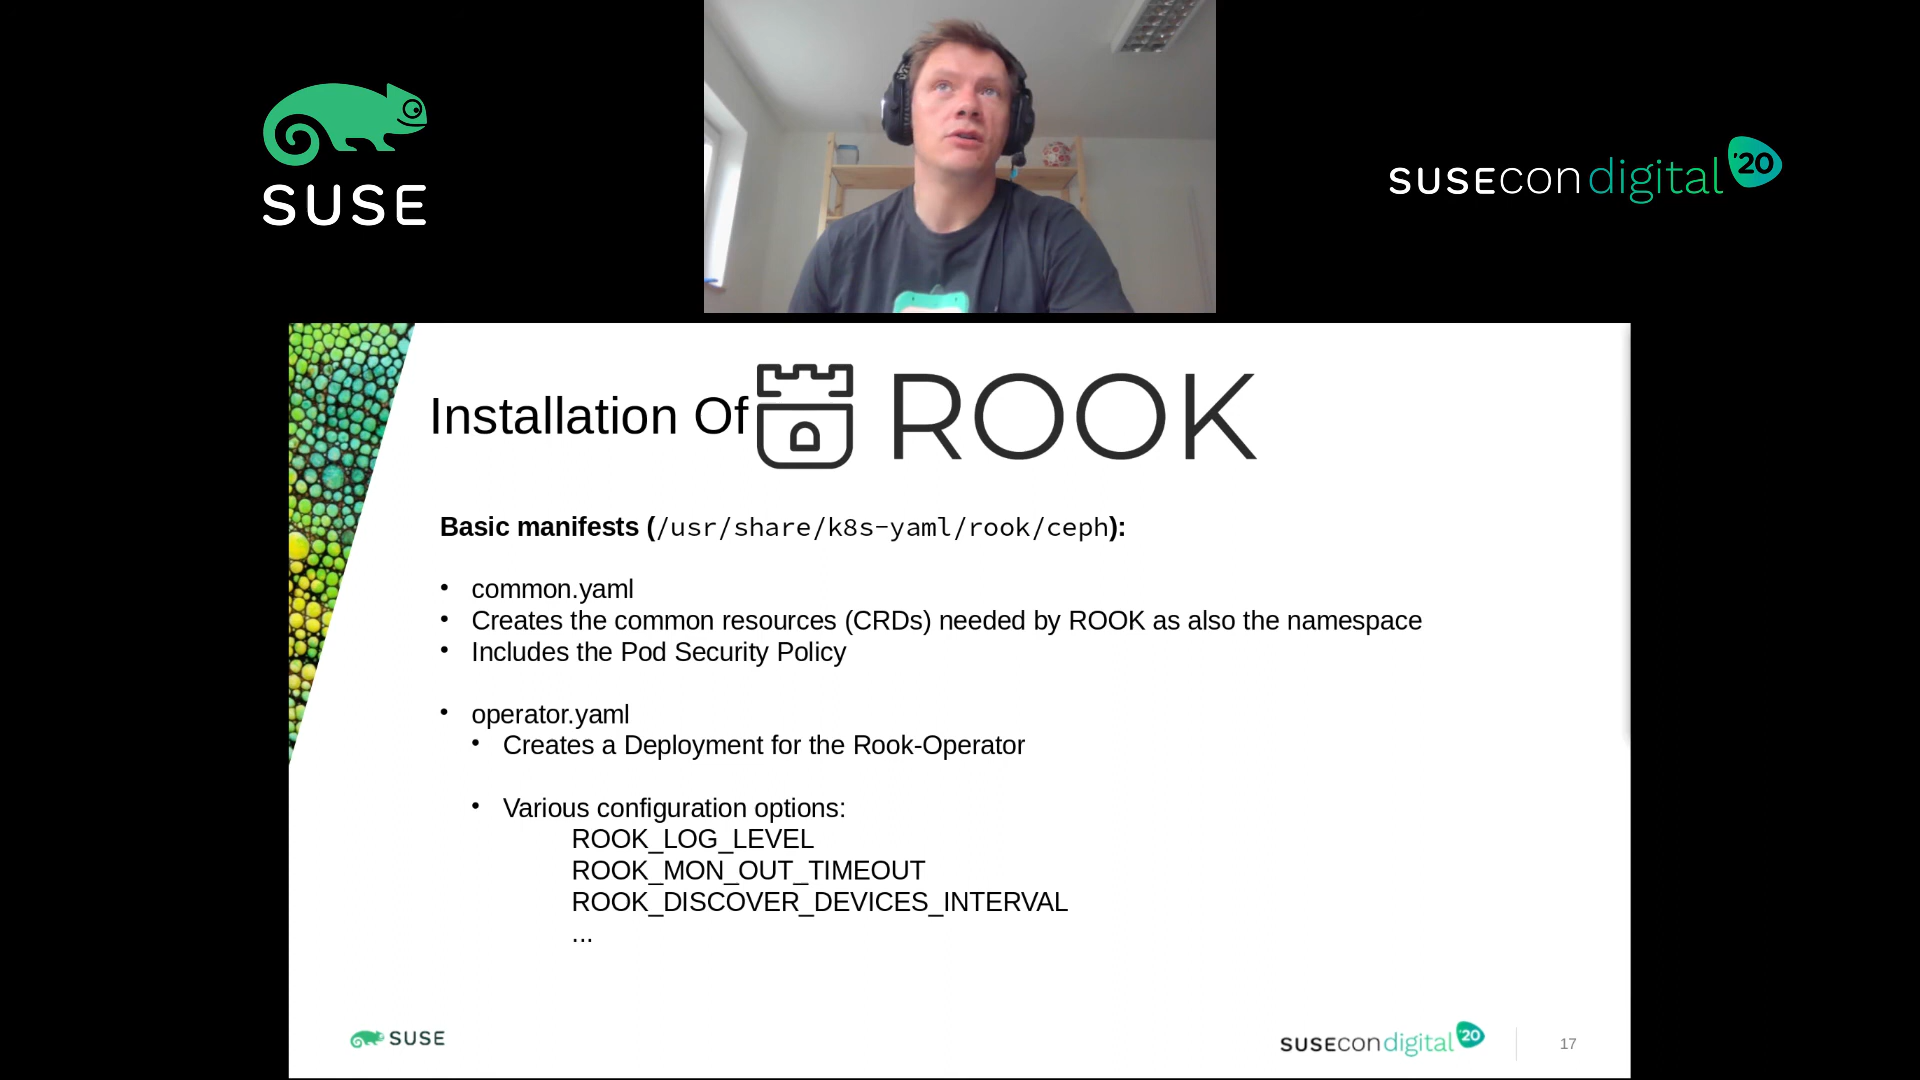 SUSE
SUSEcon digital '20
Installation Of ROOK
Basic manifests (/usr/share/k8s-yaml/rook/ceph):
• common.yaml
• Creates the common resources (CRDs) needed by ROOK as also the namespace
• Includes the Pod Security Policy
• operator.yaml
• Creates a Deployment for the Rook-Operator
• Various configuration options:
ROOK_LOG_LEVEL
ROOK_MON_OUT_TIMEOUT
ROOK_DISCOVER_DEVICES_INTERVAL
...
SUSE
SUSEcon digital '20
17